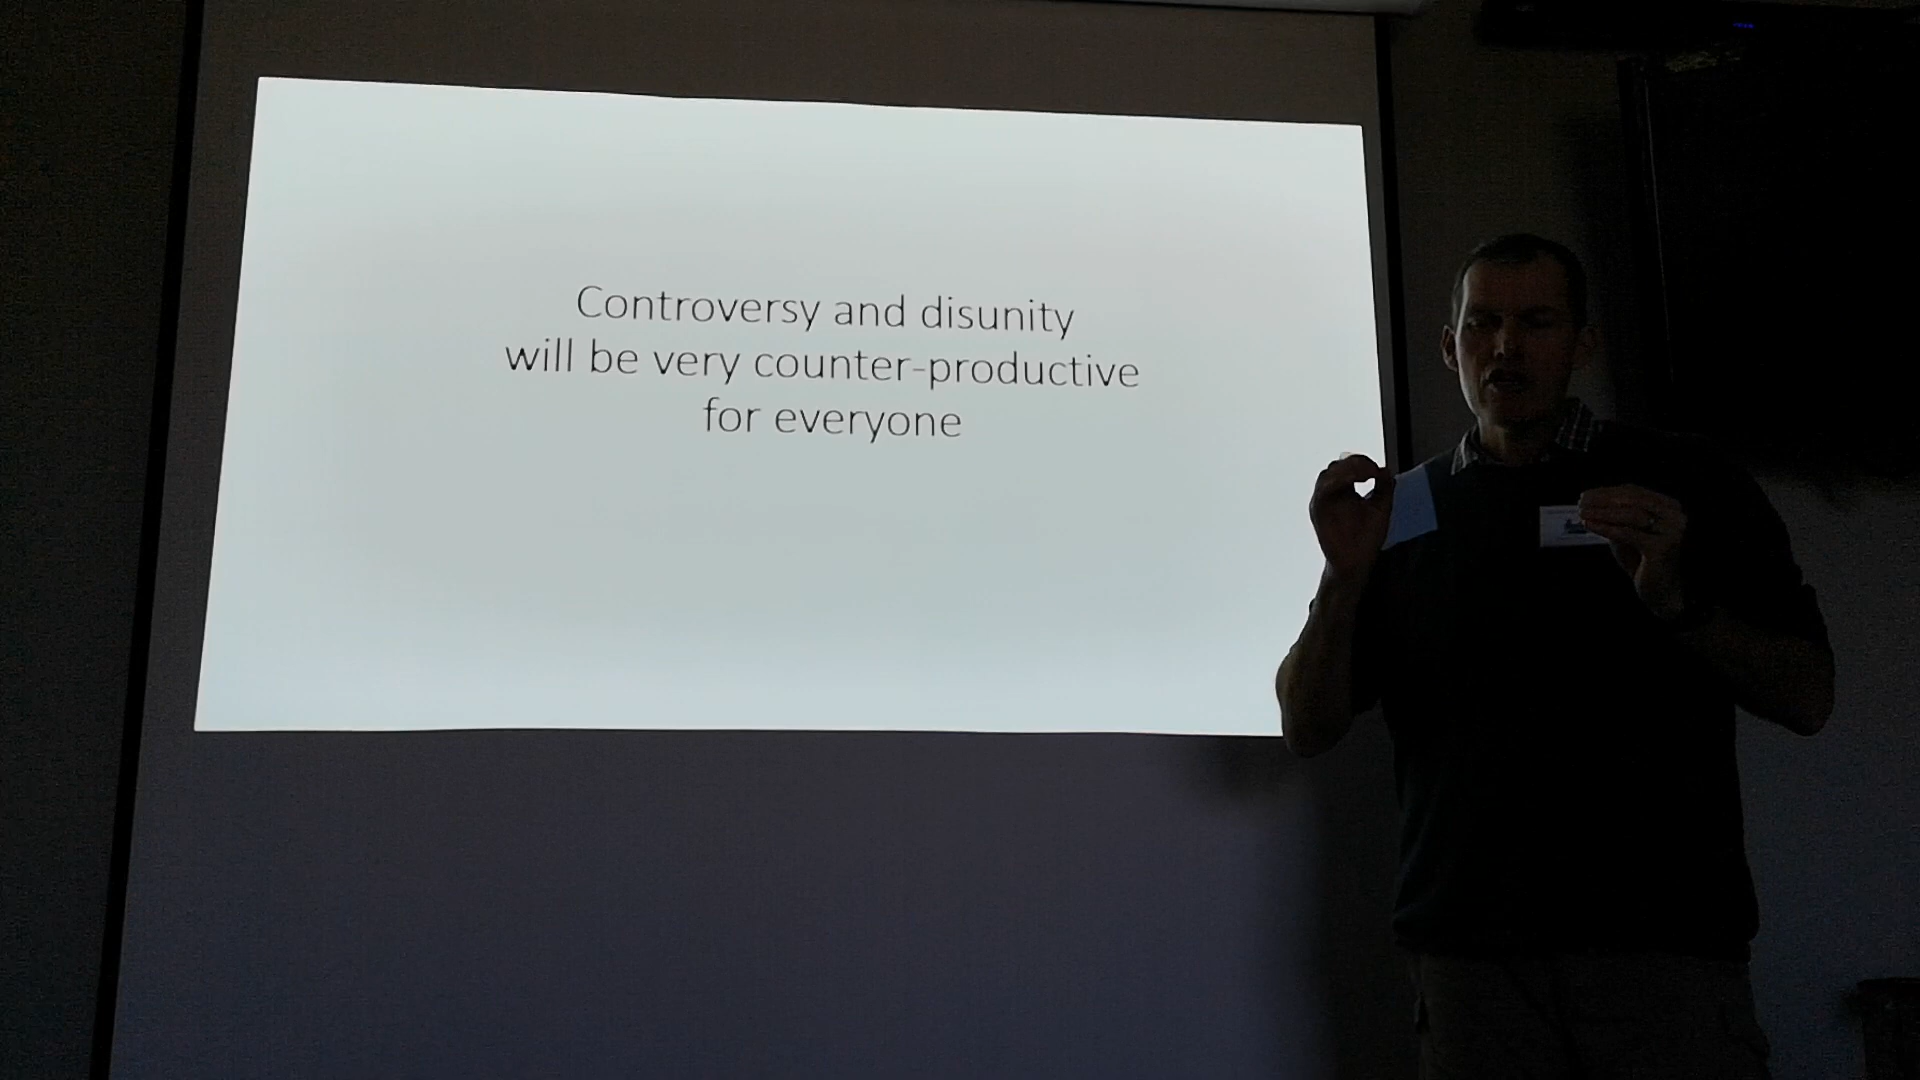 Controversy and disunity
will be very counter-productive
for everyone